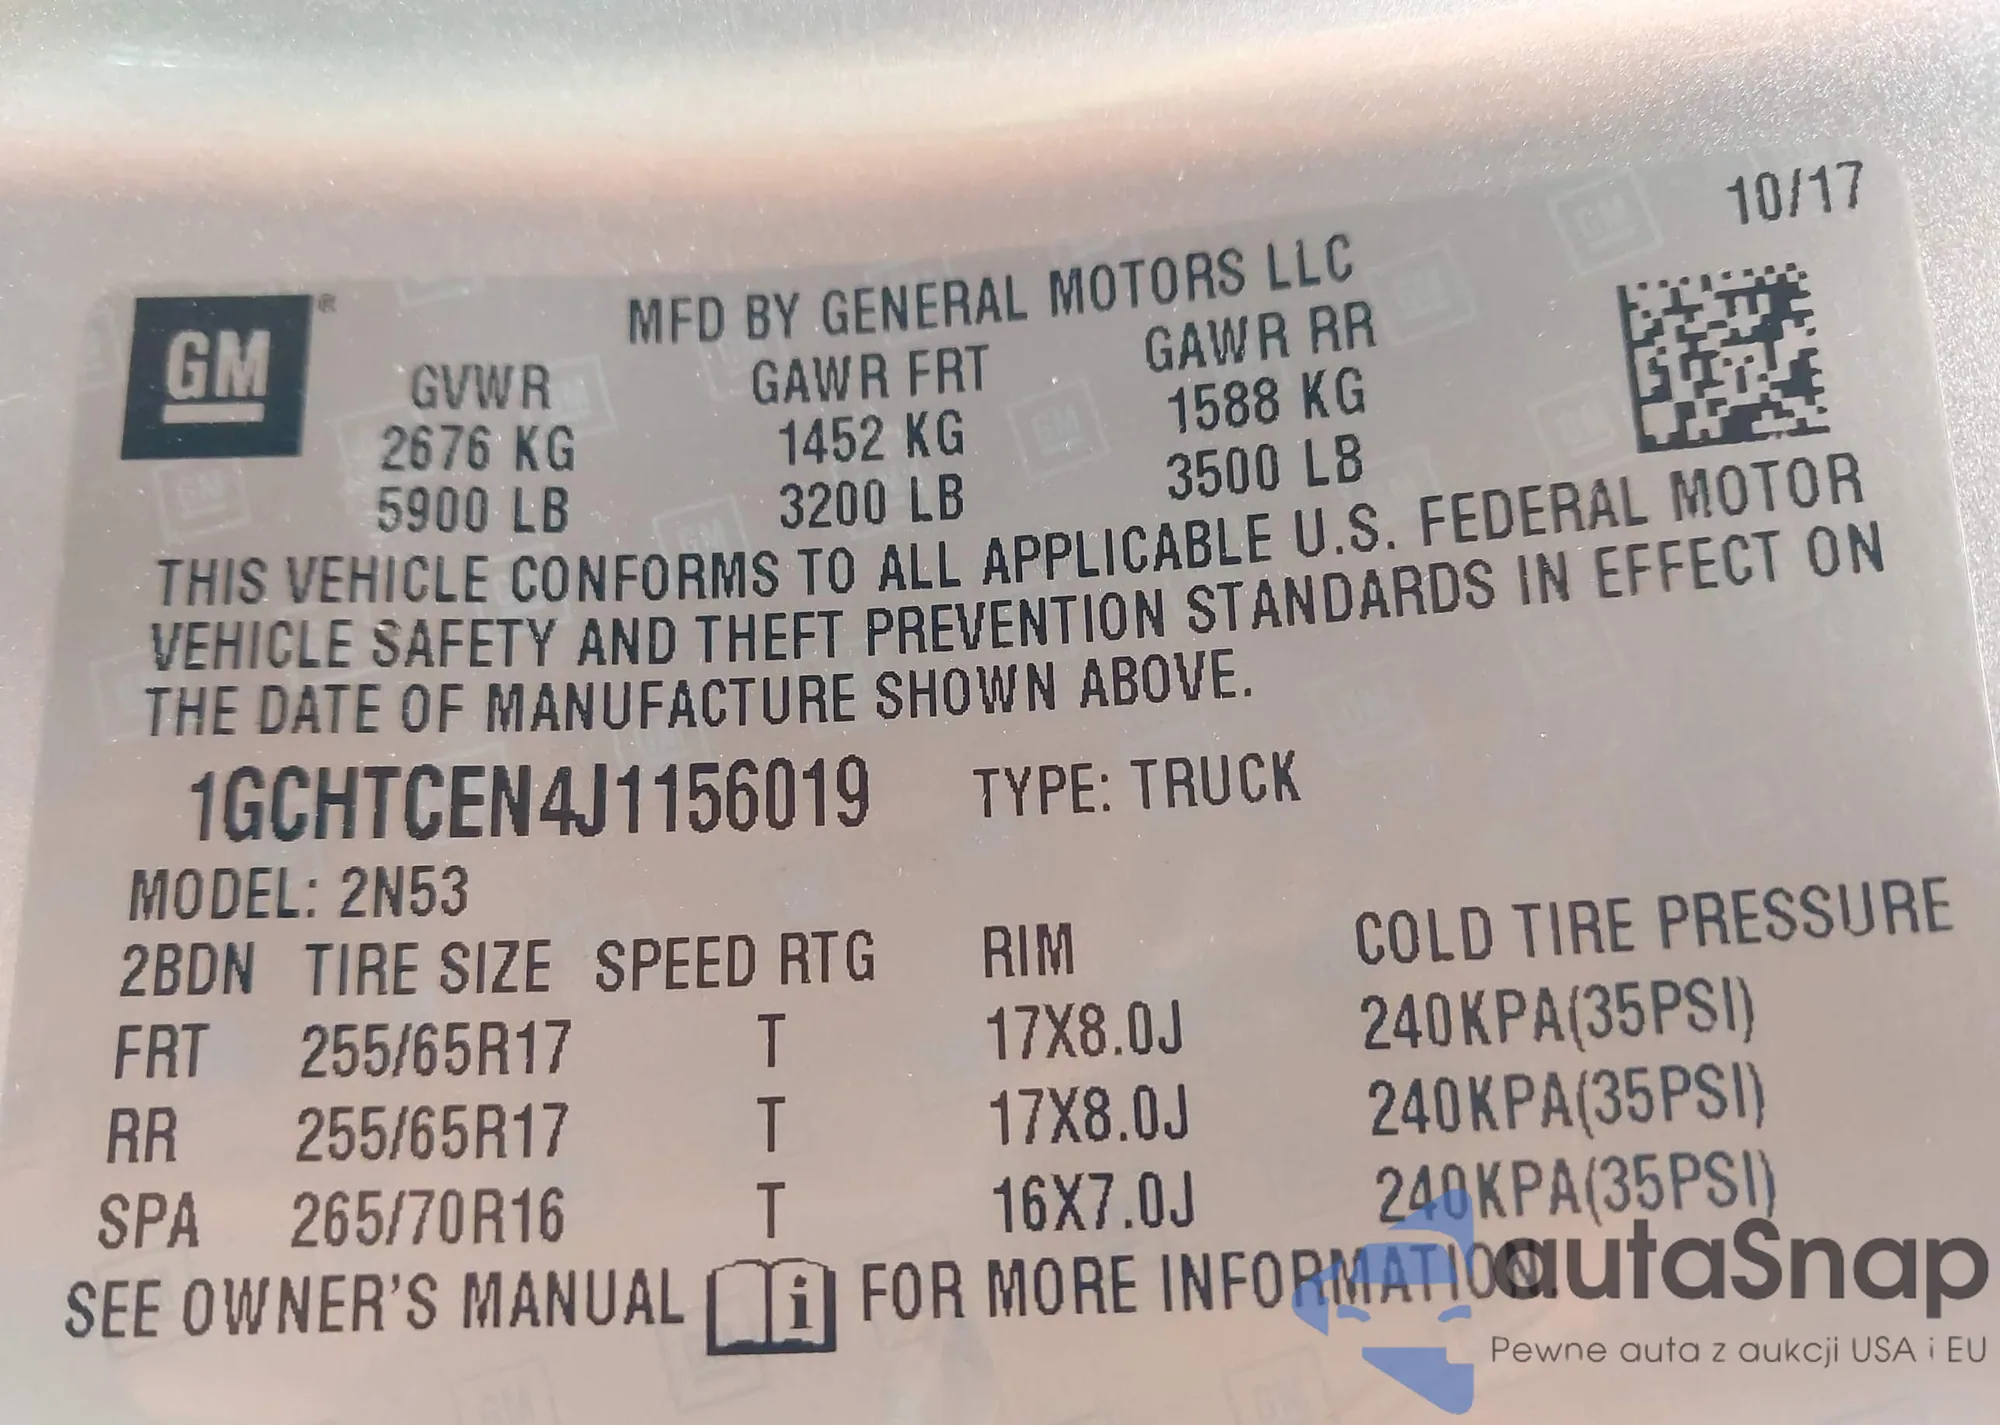 10/17
GM®
MFD BY GENERAL MOTORS LLC
GVWR GAWR FRT GAWR RR
2676 KG 1452 KG 1588 KG
5900 LB 3200 LB 3500 LB
THIS VEHICLE CONFORMS TO ALL APPLICABLE U.S. FEDERAL MOTOR
VEHICLE SAFETY AND THEFT PREVENTION STANDARDS IN EFFECT ON
THE DATE OF MANUFACTURE SHOWN ABOVE.
1GCHTCEN4J1156019 TYPE: TRUCK
MODEL: 2N53
2BDN TIRE SIZE SPEED RTG RIM COLD TIRE PRESSURE
FRT 255/65R17 T 17X8.0J 240KPA(35PSI)
RR 255/65R17 T 17X8.0J 240KPA(35PSI)
SPA 265/70R16 T 16X7.0J 240KPA(35PSI)
SEE OWNER'S MANUAL i FOR MORE INFORMATION
autaSnap
Pewne auta z aukcji USA i EU